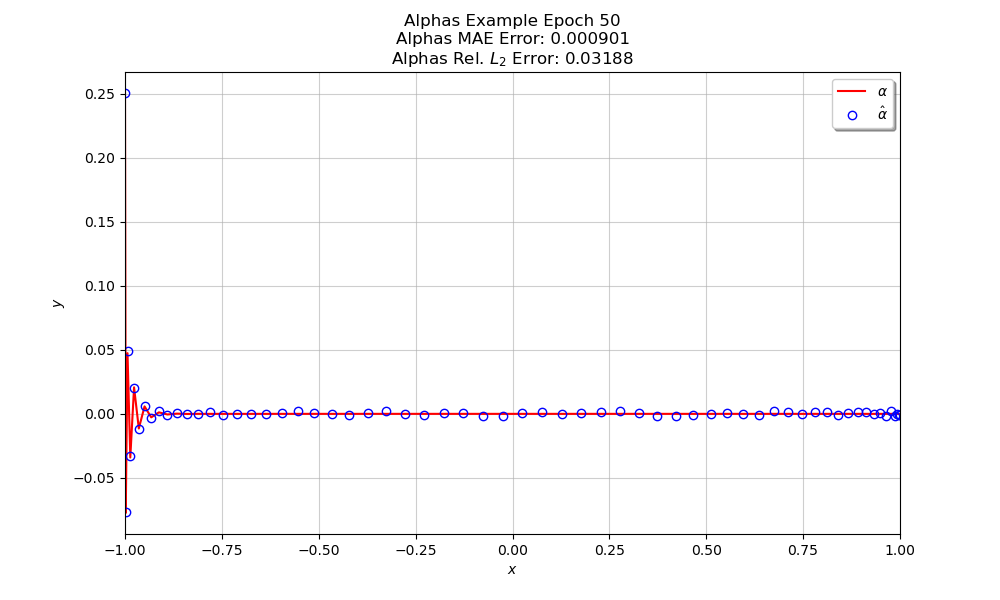 Alphas Example Epoch 50
Alphas MAE Error: 0.000901
Alphas Rel. $L_2$ Error: 0.03188
0.25
α
α̂
0.20
0.15
0.10
y
0.05
0.00
−0.05
−1.00 −0.75 −0.50 −0.25 0.00 0.25 0.50 0.75 1.00
x